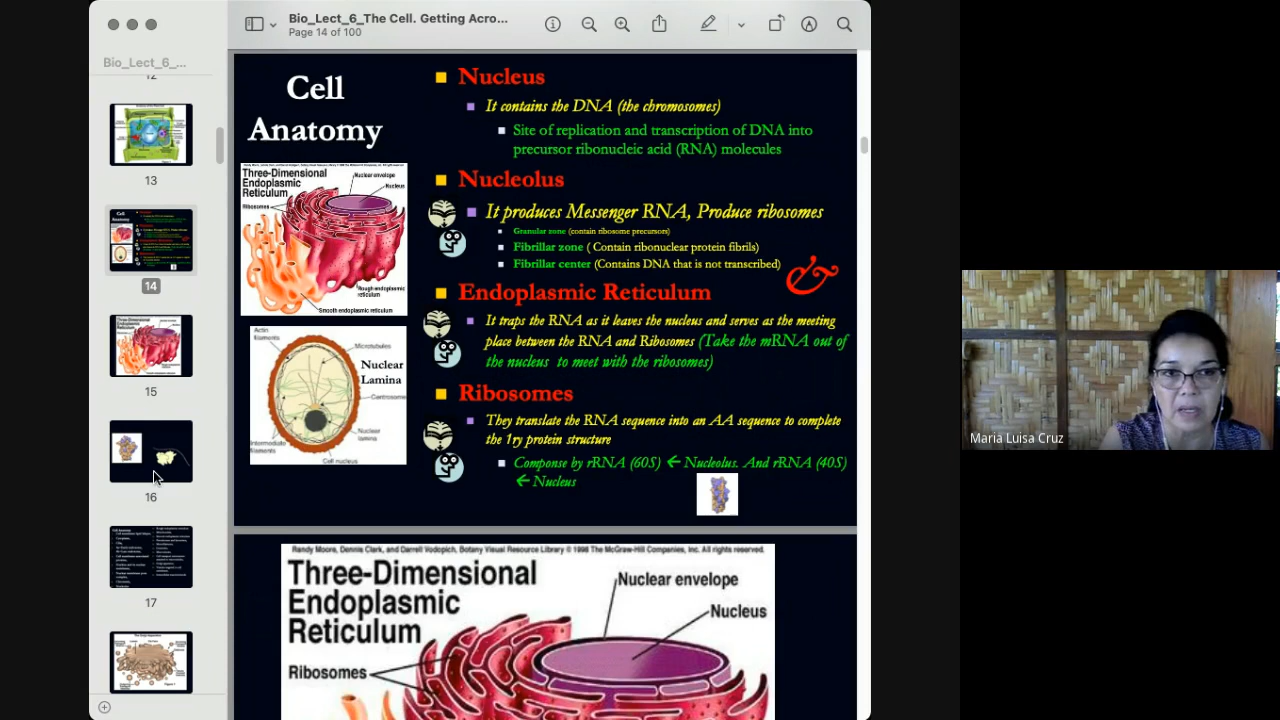 Bio_Lect_6_The Cell. Getting Acro...
Page 14 of 100
Bio_Lect_6_...
12
13
14
15
16
17
Cell
Anatomy
Three-Dimensional
Endoplasmic
Reticulum
Nuclear envelope
Nucleus
Ribosomes
Rough endoplasmic
reticulum
Smooth endoplasmic reticulum
Actin
filaments
Microtubules
Nuclear
Lamina
Centrosome
Nuclear
lamina
Intermediate
filaments
Cell nucleus
Nucleus
It contains the DNA (the chromosomes)
Site of replication and transcription of DNA into
precursor ribonucleic acid (RNA) molecules
Nucleolus
It produces Messenger RNA, Produce ribosomes
Granular zone (contain ribosome precursors)
Fibrillar zone ( Contain ribonuclear protein fibrils)
Fibrillar center (Contains DNA that is not transcribed)
&
Endoplasmic Reticulum
It traps the RNA as it leaves the nucleus and serves as the meeting
place between the RNA and Ribosomes (Take the mRNA out of
the nucleus to meet with the ribosomes)
Ribosomes
They translate the RNA sequence into an AA sequence to complete
the 1ry protein structure
Componse by rRNA (60S) ← Nucleolus. And rRNA (40S)
← Nucleus
Randy Moore, Dennis Clark, and Darrell Vodopich, Botany Visual Resource Library © 1998 The McGraw-Hill Companies, Inc. All rights reserved.
Three-Dimensional
Endoplasmic
Reticulum
Nuclear envelope
Nucleus
Ribosomes
Maria Luisa Cruz